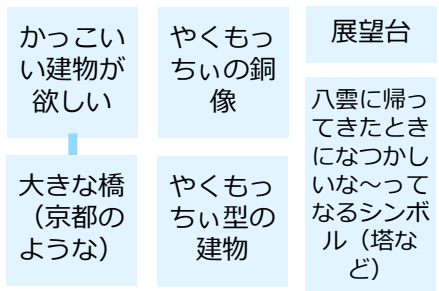 かっこい
い建物が
欲しい
大きな橋
（京都の
ような）
やくもっ
ちぃの銅
像
やくもっ
ちぃ型の
建物
展望台
八雲に帰っ
てきたとき
になつかし
いな～って
なるシンボ
ル（塔な
ど）